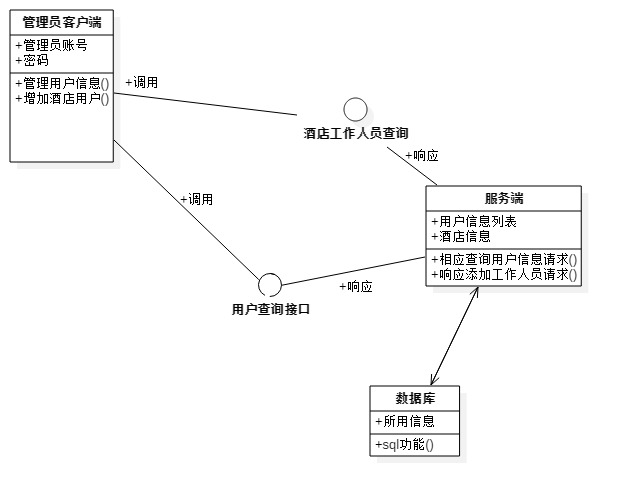 管理员客户端
+管理员账号
+密码
+管理用户信息()
+增加酒店用户()
+调用
酒店工作人员查询
+响应
+调用
服务端
+用户信息列表
+酒店信息
+相应查询用户信息请求()
+响应添加工作人员请求()
用户查询接口
+响应
数据库
+所用信息
+sql功能()